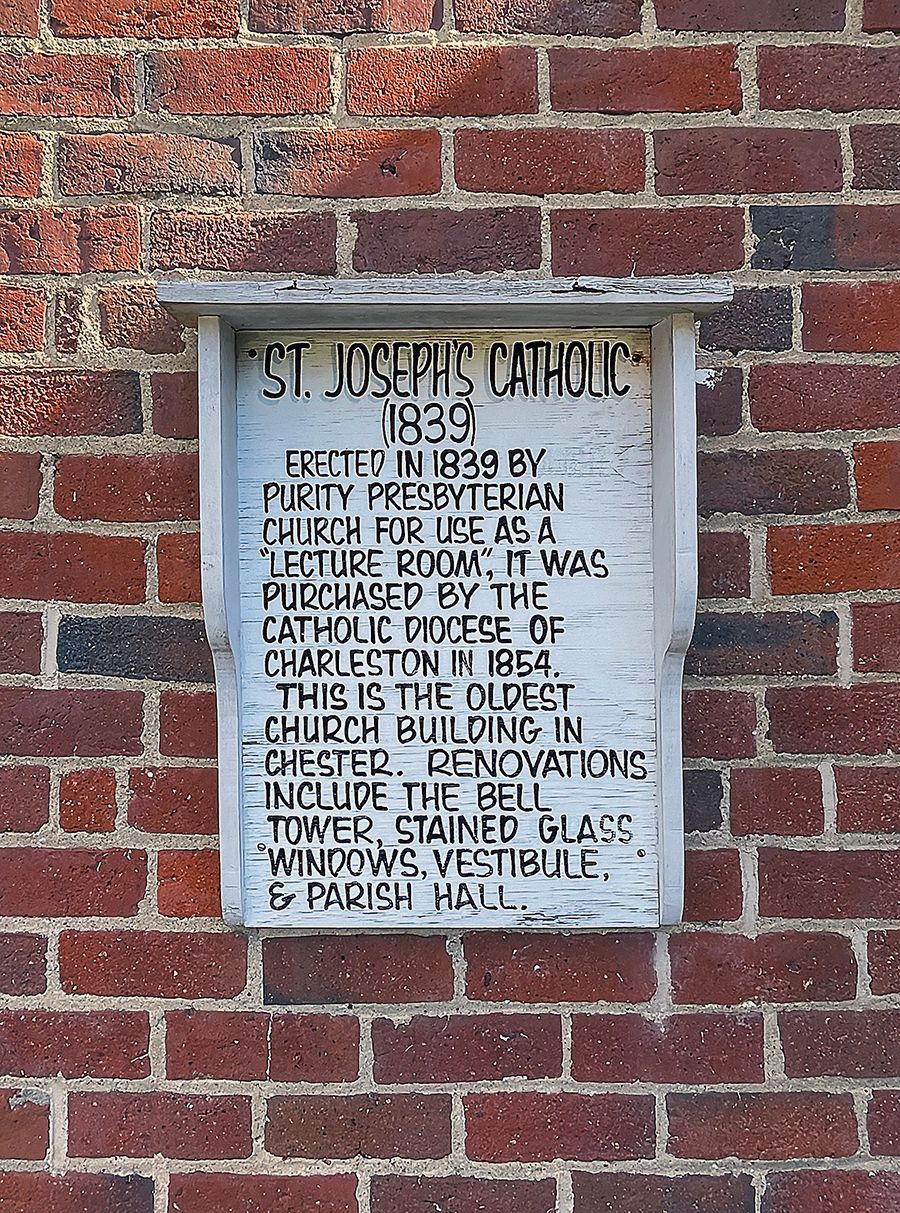 ST. JOSEPH'S CATHOLIC
(1839)
ERECTED IN 1839 BY
PURITY PRESBYTERIAN
CHURCH FOR USE AS A
"LECTURE ROOM", IT WAS
PURCHASED BY THE
CATHOLIC DIOCESE OF
CHARLESTON IN 1854.
THIS IS THE OLDEST
CHURCH BUILDING IN
CHESTER. RENOVATIONS
INCLUDE THE BELL
TOWER, STAINED GLASS
WINDOWS, VESTIBULE,
& PARISH HALL.